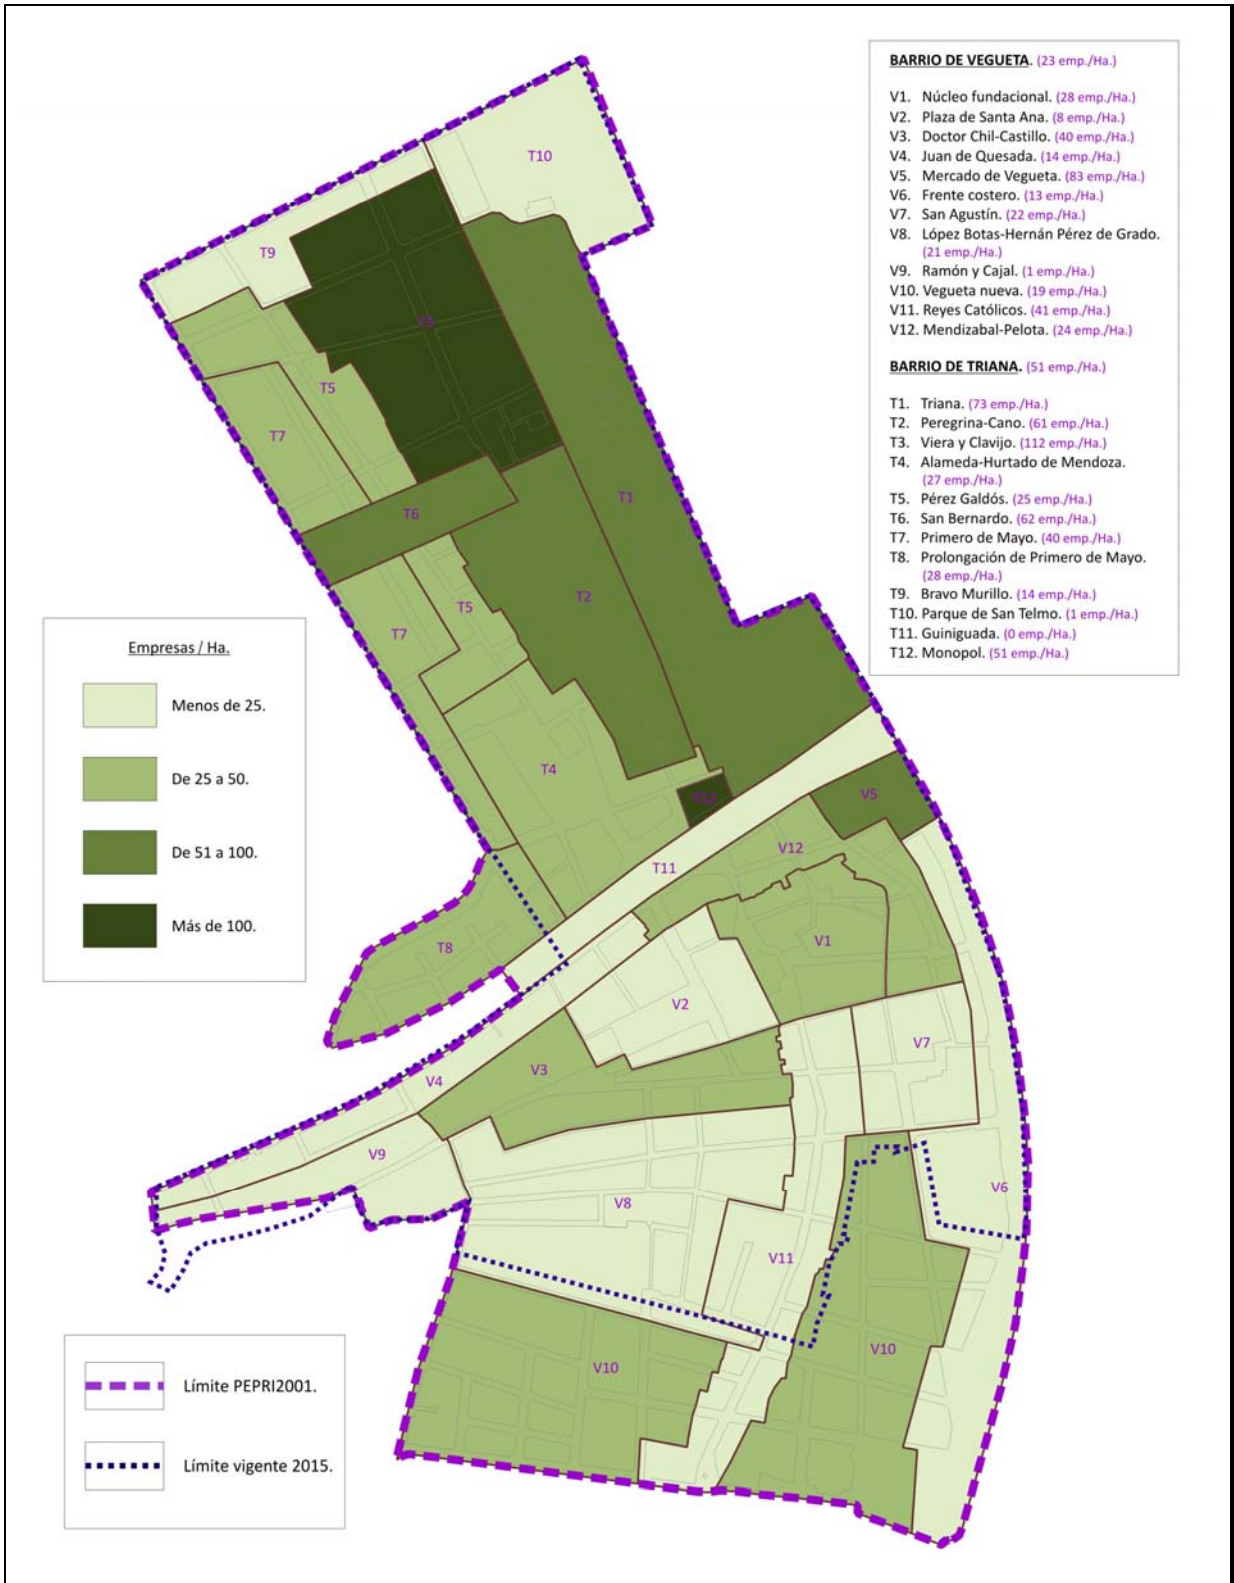 BARRIO DE VEGUETA. (23 emp./Ha.)
V1. Núcleo fundacional. (28 emp./Ha.)
V2. Plaza de Santa Ana. (8 emp./Ha.)
V3. Doctor Chil-Castillo. (40 emp./Ha.)
V4. Juan de Quesada. (14 emp./Ha.)
V5. Mercado de Vegueta. (83 emp./Ha.)
V6. Frente costero. (13 emp./Ha.)
V7. San Agustín. (22 emp./Ha.)
V8. López Botas-Hernán Pérez de Grado.
(21 emp./Ha.)
V9. Ramón y Cajal. (1 emp./Ha.)
V10. Vegueta nueva. (19 emp./Ha.)
V11. Reyes Católicos. (41 emp./Ha.)
V12. Mendizabal-Pelota. (24 emp./Ha.)
BARRIO DE TRIANA. (51 emp./Ha.)
T1. Triana. (73 emp./Ha.)
T2. Peregrina-Cano. (61 emp./Ha.)
T3. Viera y Clavijo. (112 emp./Ha.)
T4. Alameda-Hurtado de Mendoza.
(27 emp./Ha.)
T5. Pérez Galdós. (25 emp./Ha.)
T6. San Bernardo. (62 emp./Ha.)
T7. Primero de Mayo. (40 emp./Ha.)
T8. Prolongación de Primero de Mayo.
(28 emp./Ha.)
T9. Bravo Murillo. (14 emp./Ha.)
T10. Parque de San Telmo. (1 emp./Ha.)
T11. Guiniguada. (0 emp./Ha.)
T12. Monopol. (51 emp./Ha.)
T10
T9
T3
T5
T7
T1
T6
T2
T5
T7
T4
T12
V5
V12
T11
V1
T8
V2
V7
V3
V4
V9
V6
V8
V11
V10
V10
Empresas / Ha.
Menos de 25.
De 25 a 50.
De 51 a 100.
Más de 100.
Límite PEPRI2001.
Límite vigente 2015.